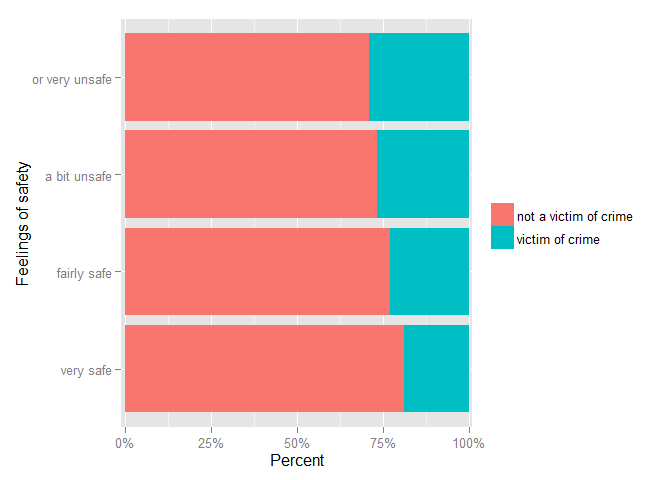 Feelings of safety
or very unsafe
a bit unsafe
fairly safe
very safe
0% 25% 50% 75% 100%
Percent
not a victim of crime
victim of crime